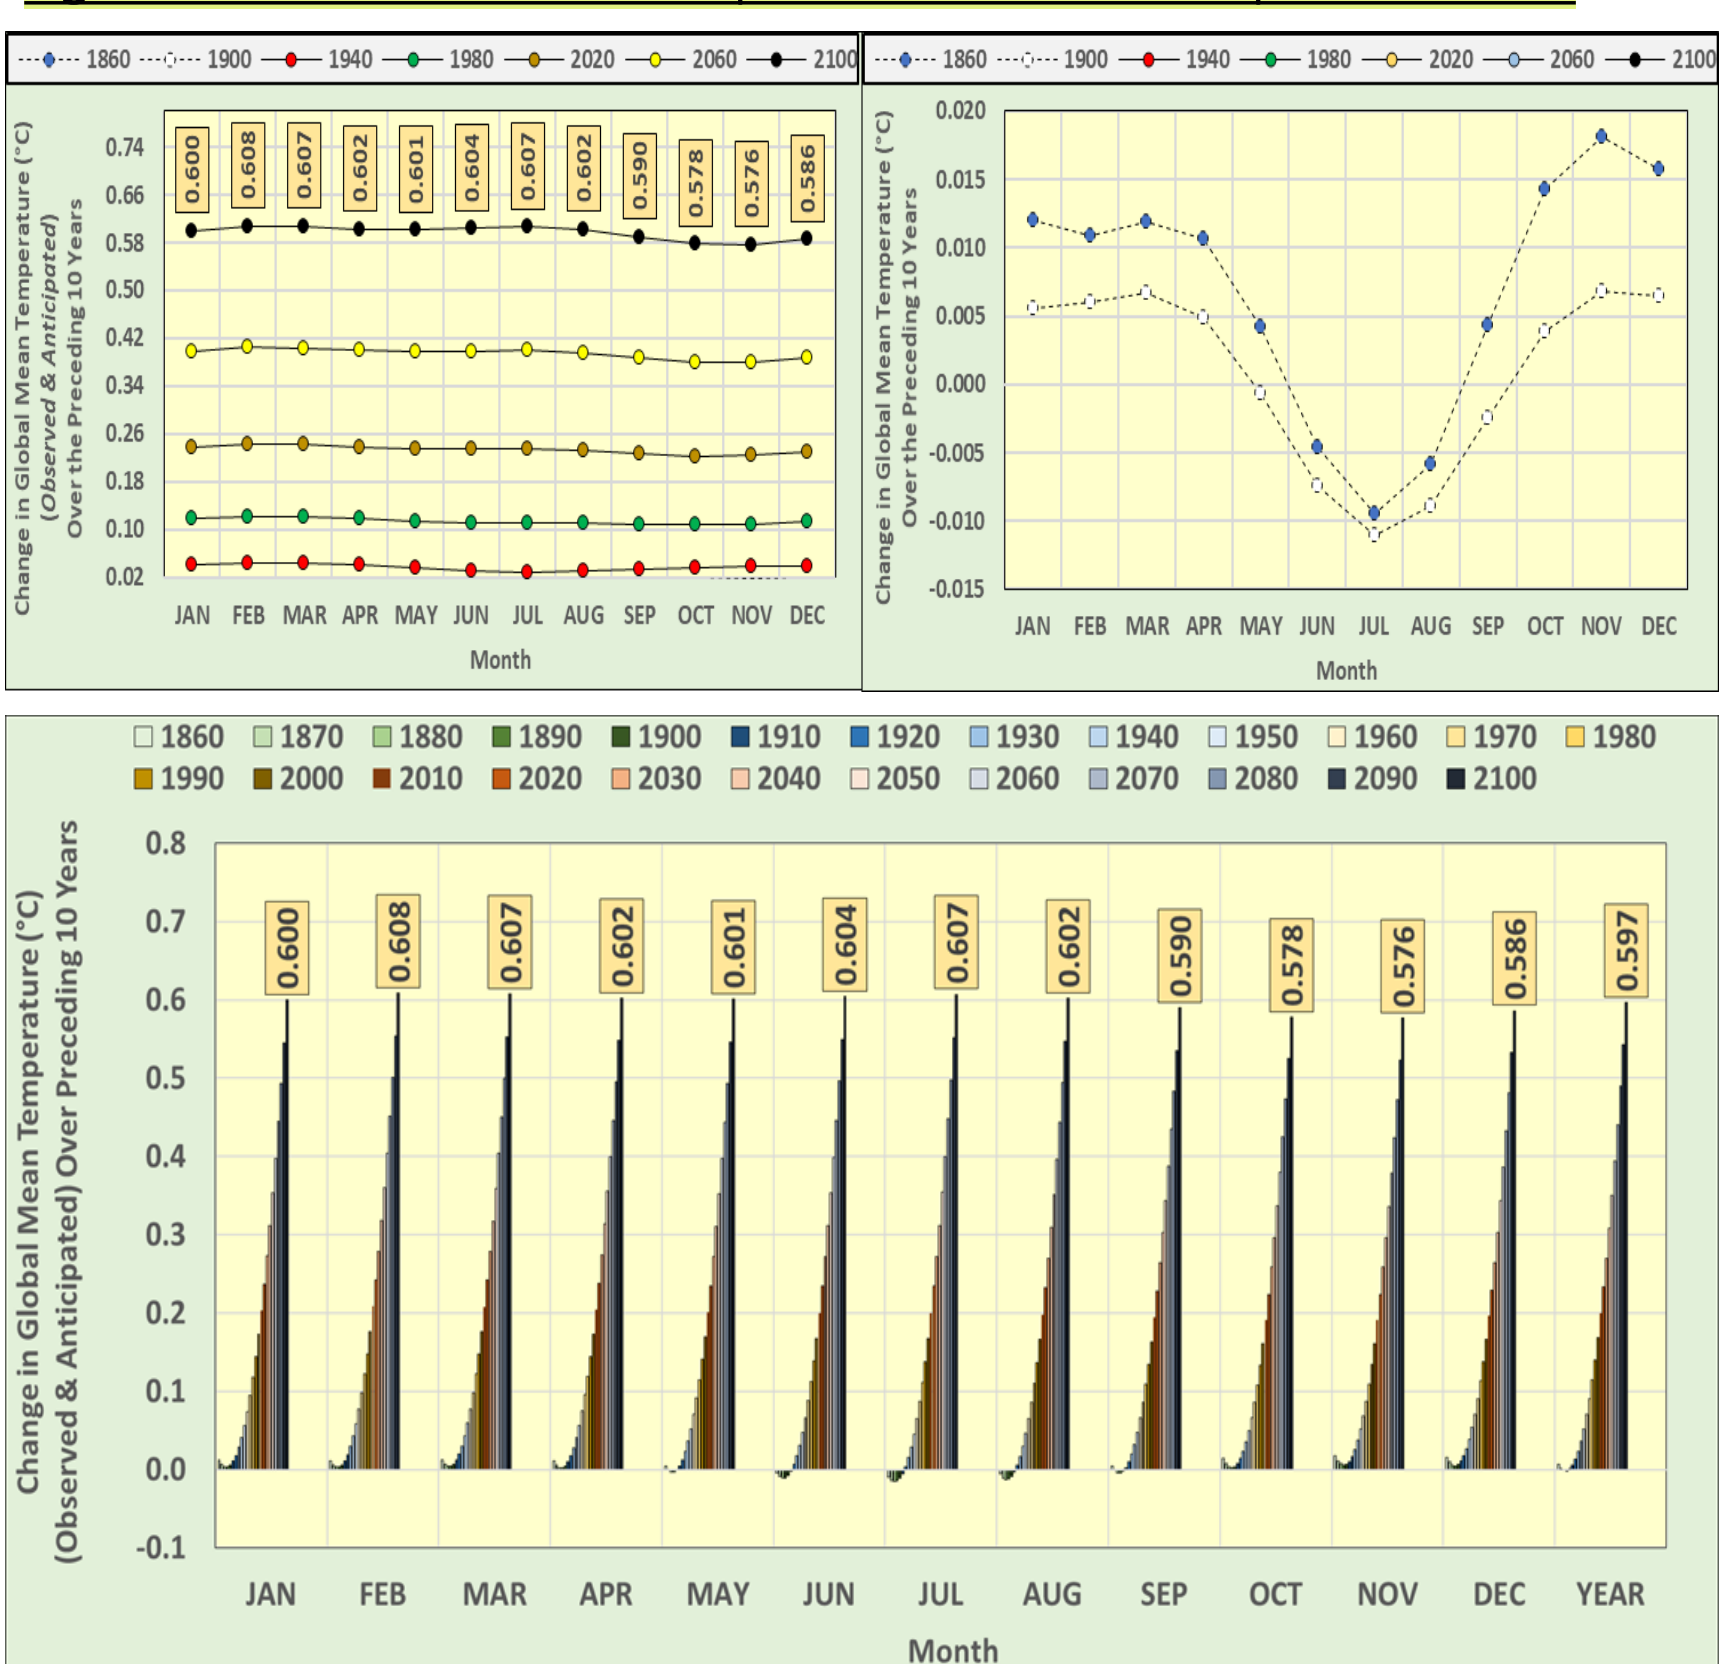 1860 1900 1940 1980 2020 2060 2100
Change in Global Mean Temperature (°C)
(Observed & Anticipated)
Over the Preceding 10 Years
0.74
0.66
0.58
0.50
0.42
0.34
0.26
0.18
0.10
0.02
0.600 0.608 0.607 0.602 0.601 0.604 0.607 0.602 0.590 0.578 0.576 0.586
JAN FEB MAR APR MAY JUN JUL AUG SEP OCT NOV DEC
Month
1860 1900 1940 1980 2020 2060 2100
Change in Global Mean Temperature (°C)
Over the Preceding 10 Years
0.020
0.015
0.010
0.005
0.000
-0.005
-0.010
-0.015
JAN FEB MAR APR MAY JUN JUL AUG SEP OCT NOV DEC
Month
1860 1870 1880 1890 1900 1910 1920 1930 1940 1950 1960 1970 1980
1990 2000 2010 2020 2030 2040 2050 2060 2070 2080 2090 2100
Change in Global Mean Temperature (°C)
(Observed & Anticipated) Over Preceding 10 Years
0.8
0.7
0.6
0.5
0.4
0.3
0.2
0.1
0.0
-0.1
0.600 0.608 0.607 0.602 0.601 0.604 0.607 0.602 0.590 0.578 0.576 0.586 0.597
JAN FEB MAR APR MAY JUN JUL AUG SEP OCT NOV DEC YEAR
Month